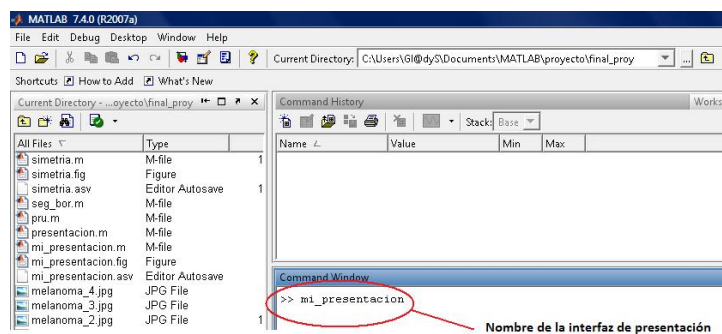 MATLAB 7.4.0 (R2007a)
File Edit Debug Desktop Window Help
Current Directory: C:\Users\Gl@dyS\Documents\MATLAB\proyecto\final_proy
Shortcuts How to Add What's New
Current Directory - ...oyecto\final_proy
Command History
Works
Stack: Base
All Files Type
Name Value Min Max
simetria.m M-file 1
simetria.fig Figure
simetria.asv Editor Autosave 1
seg_bor.m M-file
pru.m M-file
presentacion.m M-file
mi_presentacion.m M-file
mi_presentacion.fig Figure
mi_presentacion.asv Editor Autosave
melanoma_4.jpg JPG File
melanoma_3.jpg JPG File
melanoma_2.jpg JPG File 1
Command Window
>> mi_presentacion
Nombre de la interfaz de presentación